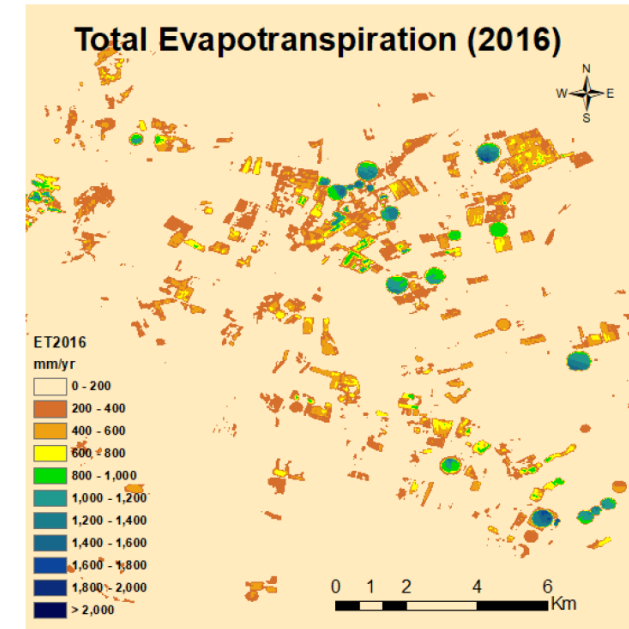 Total Evapotranspiration (2016)
N
W E
S
ET2016
mm/yr
0 - 200
200 - 400
400 - 600
600 - 800
800 - 1,000
1,000 - 1,200
1,200 - 1,400
1,400 - 1,600
1,600 - 1,800
1,800 - 2,000
> 2,000
0 1 2 4 6
Km